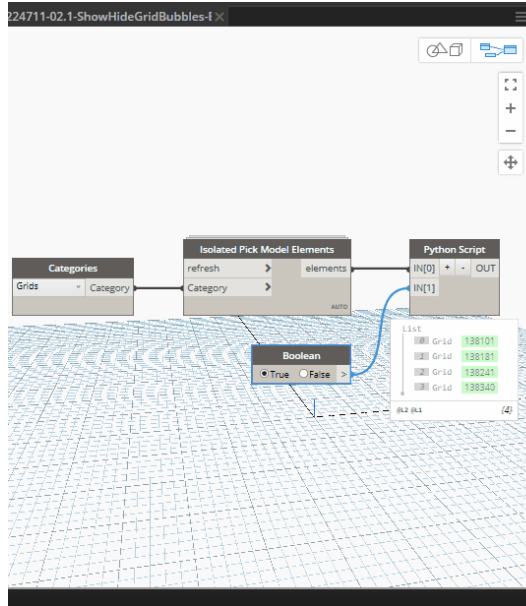 224711-02.1-ShowHideGridBubbles-
Isolated Pick Model Elements
Python Script
refresh > elements
IN[0] + - OUT
Categories
Grids Category
Category >
IN[1]
AUTO
List
Boolean
0 Grid 138101
True False >
1 Grid 138181
2 Grid 138241
3 Grid 138340
@L2 @L1 {4}